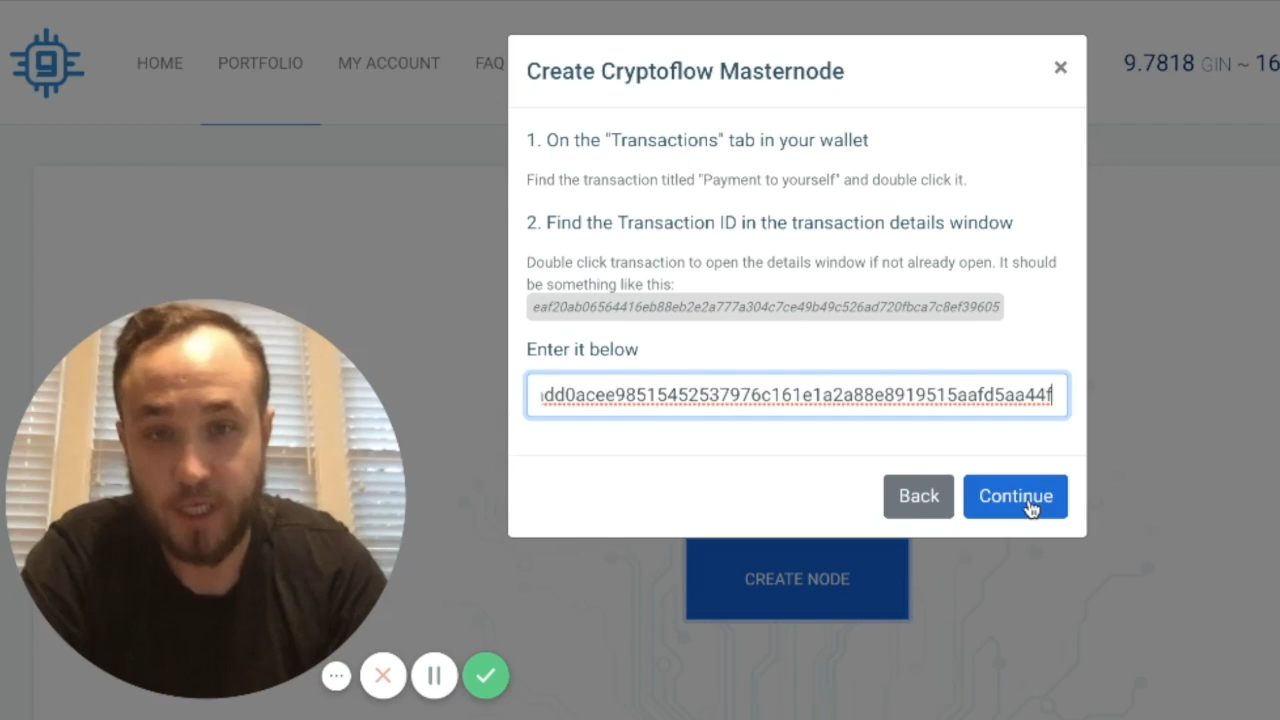 HOME PORTFOLIO MY ACCOUNT FAQ
9.7818 GIN ~ 16
Create Cryptoflow Masternode ×
1. On the "Transactions" tab in your wallet
Find the transaction titled "Payment to yourself" and double click it.
2. Find the Transaction ID in the transaction details window
Double click transaction to open the details window if not already open. It should
be something like this:
eaf20ab06564416eb88eb2e2a777a304c7ce49b49c526ad720fbca7c8ef39605
Enter it below
dd0acee98515452537976c161e1a2a88e8919515aafd5aa44f
Back Continue
CREATE NODE